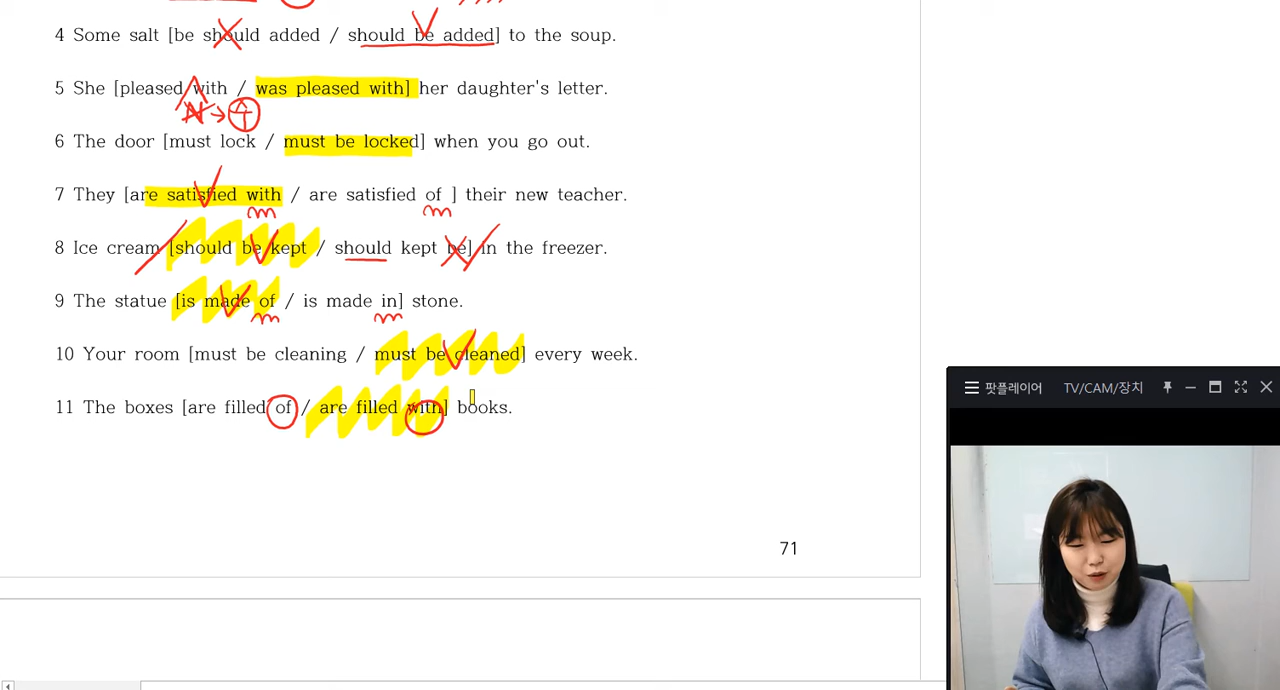 4 Some salt [be should added / should be added] to the soup.
5 She [pleased with / was pleased with] her daughter's letter.
6 The door [must lock / must be locked] when you go out.
7 They [are satisfied with / are satisfied of ] their new teacher.
8 Ice cream [should be kept / should kept be] in the freezer.
9 The statue [is made of / is made in] stone.
10 Your room [must be cleaning / must be cleaned] every week.
11 The boxes [are filled of / are filled with] books.
71
팟플레이어 TV/CAM/장치